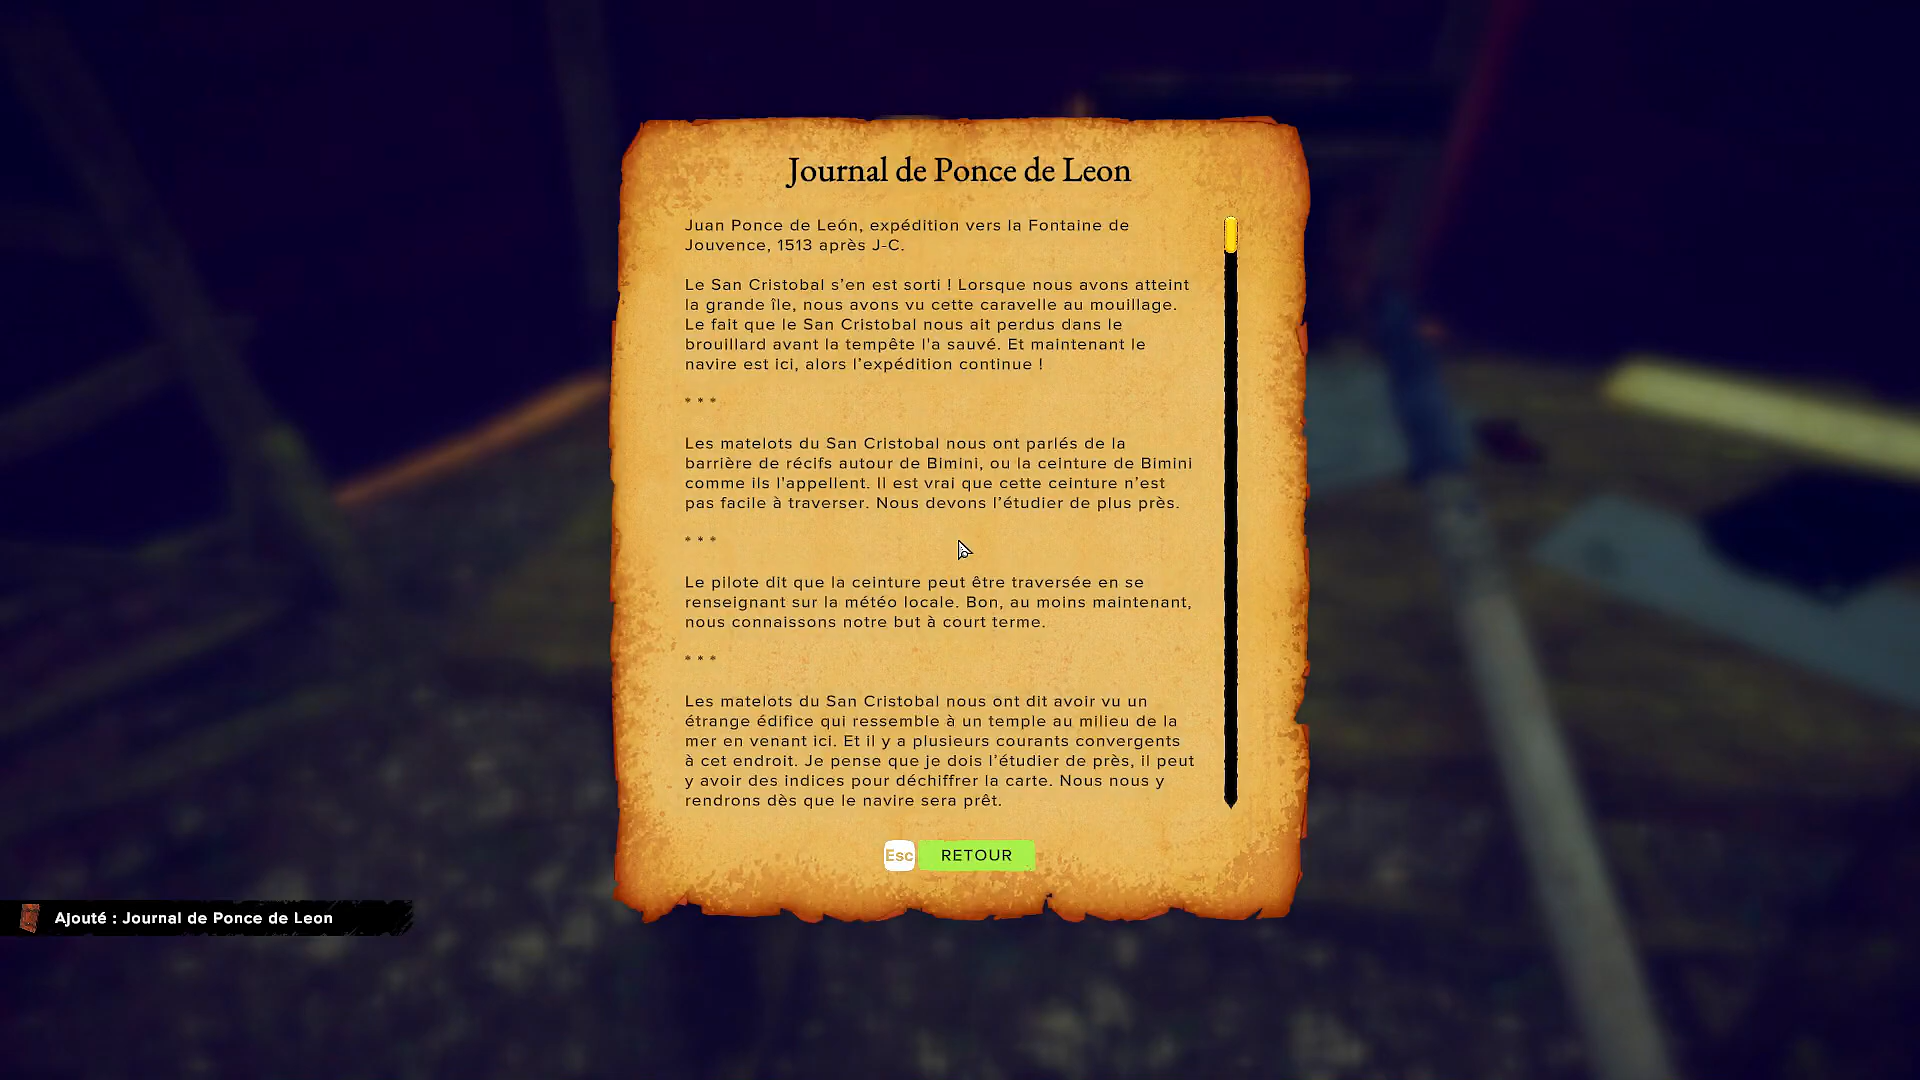 Journal de Ponce de Leon
Juan Ponce de León, expédition vers la Fontaine de
Jouvence, 1513 après J-C.
Le San Cristobal s’en est sorti ! Lorsque nous avons atteint
la grande île, nous avons vu cette caravelle au mouillage.
Le fait que le San Cristobal nous ait perdus dans le
brouillard avant la tempête l'a sauvé. Et maintenant le
navire est ici, alors l’expédition continue !
* * *
Les matelots du San Cristobal nous ont parlés de la
barrière de récifs autour de Bimini, ou la ceinture de Bimini
comme ils l'appellent. Il est vrai que cette ceinture n’est
pas facile à traverser. Nous devons l’étudier de plus près.
* * *
Le pilote dit que la ceinture peut être traversée en se
renseignant sur la météo locale. Bon, au moins maintenant,
nous connaissons notre but à court terme.
* * *
Les matelots du San Cristobal nous ont dit avoir vu un
étrange édifice qui ressemble à un temple au milieu de la
mer en venant ici. Et il y a plusieurs courants convergents
à cet endroit. Je pense que je dois l’étudier de près, il peut
y avoir des indices pour déchiffrer la carte. Nous nous y
rendrons dès que le navire sera prêt.
Esc RETOUR
Ajouté : Journal de Ponce de Leon